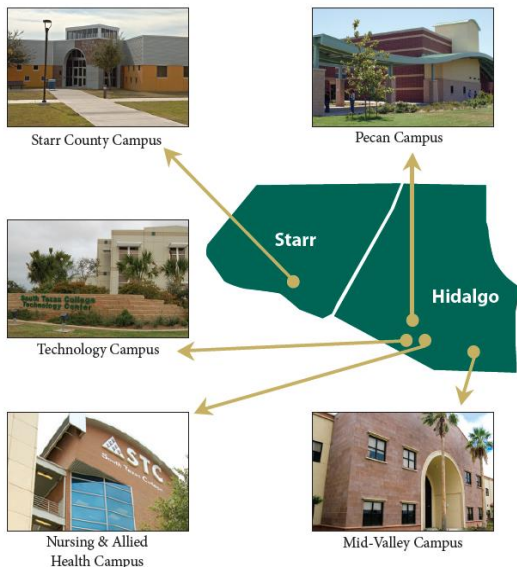 Starr County Campus
Pecan Campus
Starr
Hidalgo
South Texas College
Technology Center
Technology Campus
STC
South Texas College
Nursing & Allied
Health Campus
Mid-Valley Campus